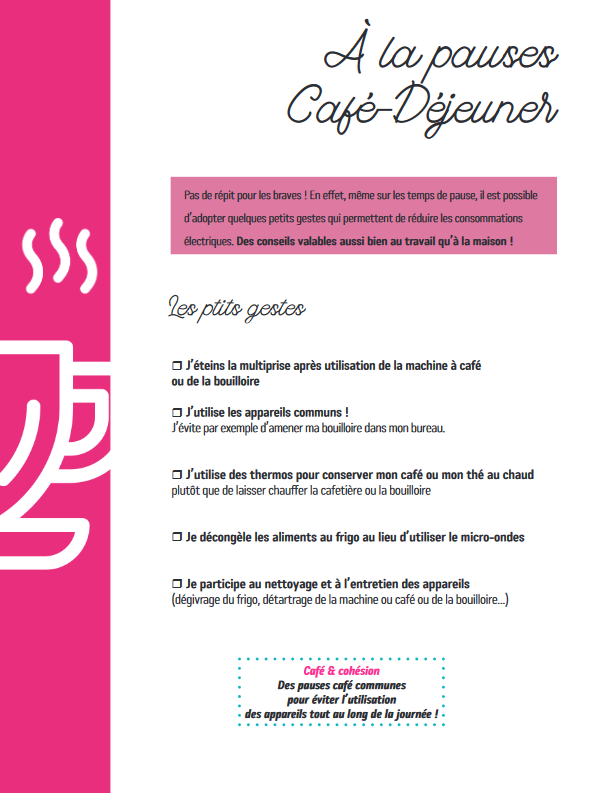 À la pauses
Café-Déjeuner
Pas de répit pour les braves ! En effet, même sur les temps de pause, il est possible
d'adopter quelques petits gestes qui permettent de réduire les consommations
électriques. Des conseils valables aussi bien au travail qu'à la maison !
Les ptits gestes
❒ J'éteins la multiprise après utilisation de la machine à café
ou de la bouilloire
❒ J'utilise les appareils communs !
J'évite par exemple d'amener ma bouilloire dans mon bureau.
❒ J'utilise des thermos pour conserver mon café ou mon thé au chaud
plutôt que de laisser chauffer la cafetière ou la bouilloire
❒ Je décongèle les aliments au frigo au lieu d'utiliser le micro-ondes
❒ Je participe au nettoyage et à l'entretien des appareils
(dégivrage du frigo, détartrage de la machine ou café ou de la bouilloire...)
Café & cohésion
Des pauses café communes
pour éviter l'utilisation
des appareils tout au long de la journée !